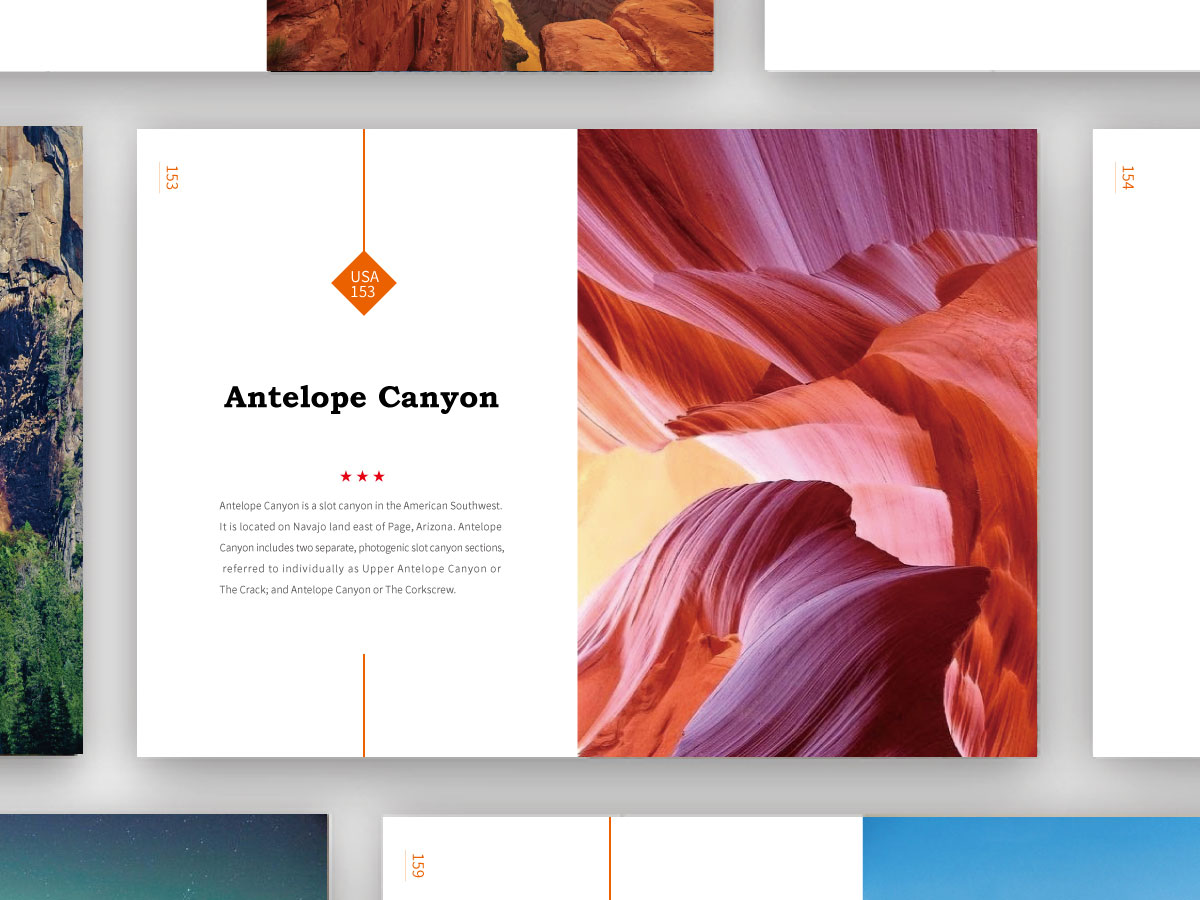 153
USA
153
Antelope Canyon
★ ★ ★
Antelope Canyon is a slot canyon in the American Southwest.
It is located on Navajo land east of Page, Arizona. Antelope
Canyon includes two separate, photogenic slot canyon sections,
referred to individually as Upper Antelope Canyon or
The Crack; and Antelope Canyon or The Corkscrew.
154
159